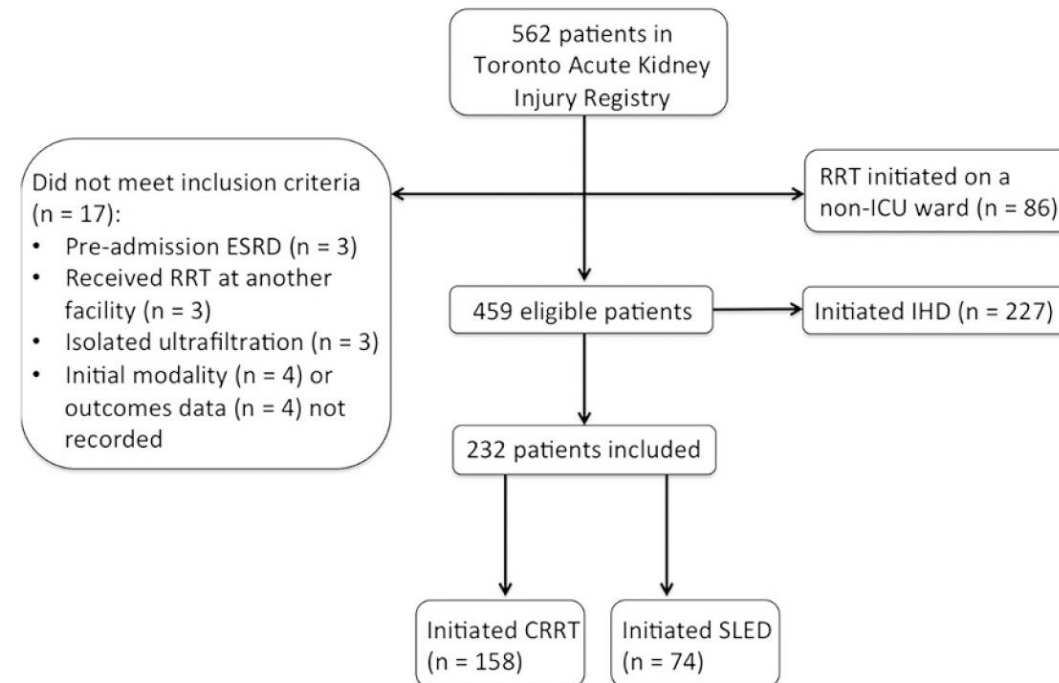 562 patients in
Toronto Acute Kidney
Injury Registry
Did not meet inclusion criteria
(n = 17):
• Pre-admission ESRD (n = 3)
• Received RRT at another
facility (n = 3)
• Isolated ultrafiltration (n = 3)
• Initial modality (n = 4) or
outcomes data (n = 4) not
recorded
RRT initiated on a
non-ICU ward (n = 86)
459 eligible patients
Initiated IHD (n = 227)
232 patients included
Initiated CRRT
(n = 158)
Initiated SLED
(n = 74)